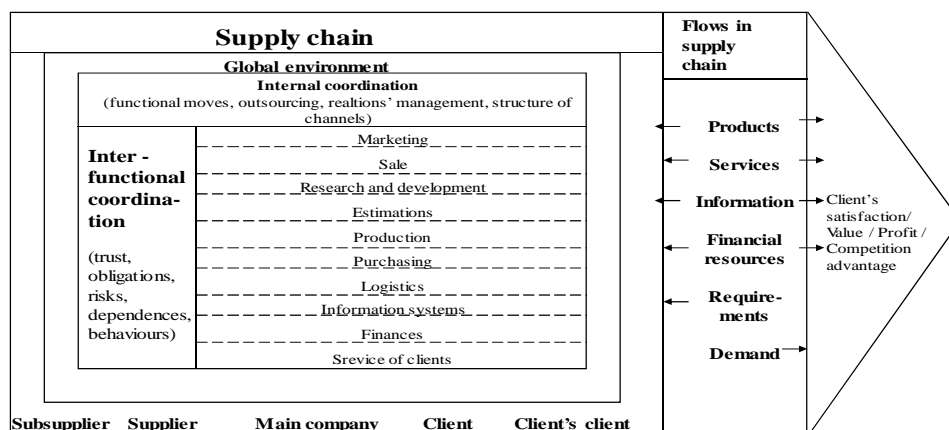 Supply chain
Flows in
supply
chain
Global environment
Internal coordination
(functional moves, outsourcing, realtions' management, structure of
channels)
Inter -
functional
coordina-
tion
(trust,
obligations,
risks,
dependences,
behaviours)
Marketing
Sale
Research and development
Estimations
Production
Purchasing
Logistics
Information systems
Finances
Srevice of clients
Products
Services
Information
Financial
resources
Require-
ments
Demand
Client's
satisfaction/
Value / Profit /
Competition
advantage
Subsupplier Supplier Main company Client Client's client